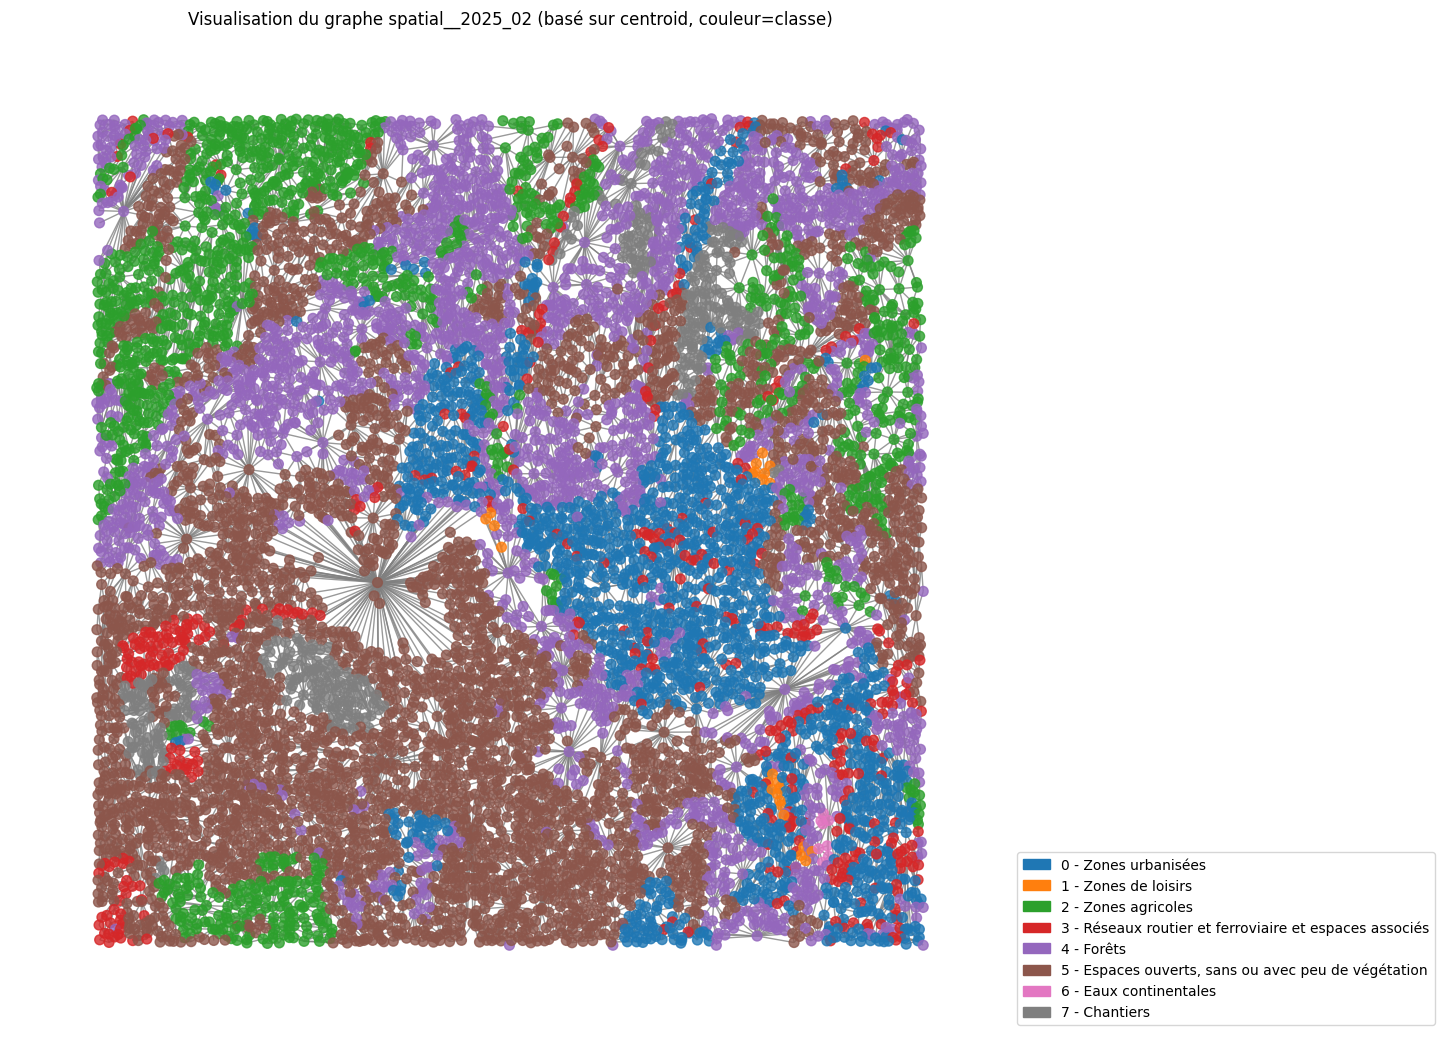 Visualisation du graphe spatial__2025_02 (basé sur centroid, couleur=classe)
0 - Zones urbanisées
1 - Zones de loisirs
2 - Zones agricoles
3 - Réseaux routier et ferroviaire et espaces associés
4 - Forêts
5 - Espaces ouverts, sans ou avec peu de végétation
6 - Eaux continentales
7 - Chantiers